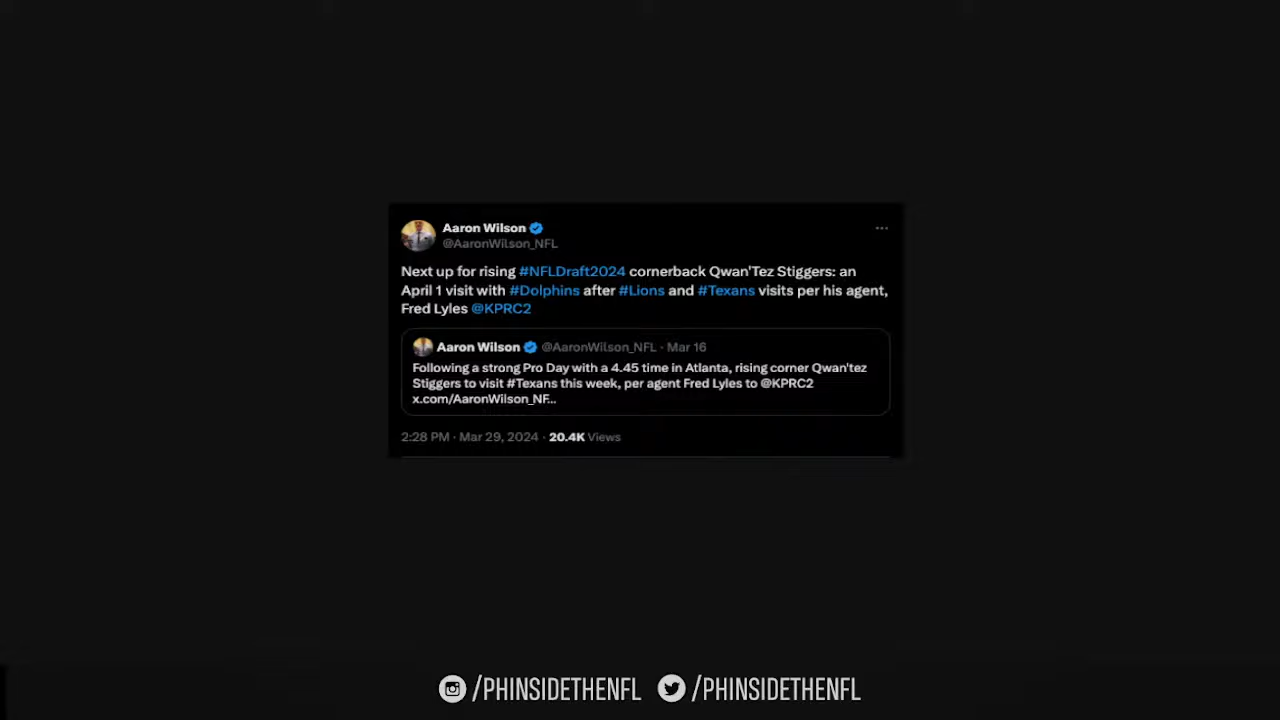 Aaron Wilson
@AaronWilson_NFL
Next up for rising #NFLDraft2024 cornerback Qwan'Tez Stiggers: an
April 1 visit with #Dolphins after #Lions and #Texans visits per his agent,
Fred Lyles @KPRC2
Aaron Wilson @AaronWilson_NFL · Mar 16
Following a strong Pro Day with a 4.45 time in Atlanta, rising corner Qwan'tez
Stiggers to visit #Texans this week, per agent Fred Lyles to @KPRC2
x.com/AaronWilson_NF...
2:28 PM · Mar 29, 2024 · 20.4K Views
/PHINSIDETHENFL /PHINSIDETHENFL